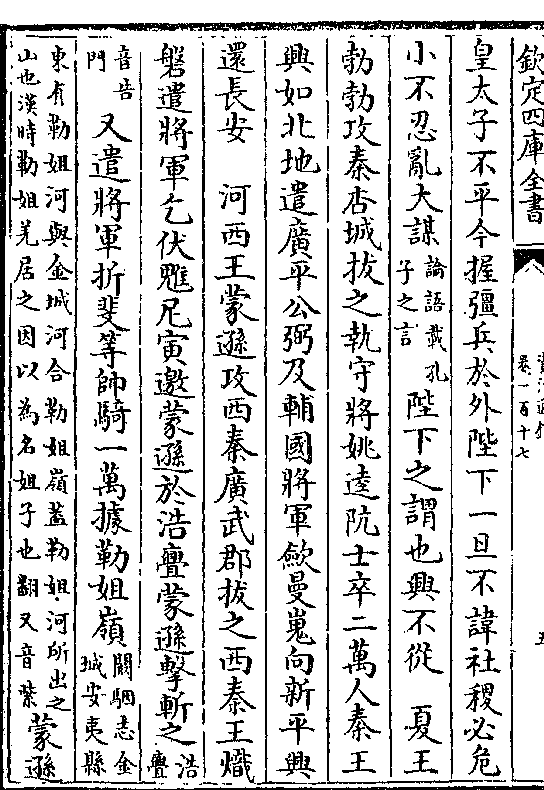 欽定四庫全書
卷一百十七
五
皇太子不平今握彊兵於外陛下一旦不諱社稷必危
小不忍亂大謀論語載孔子之言陛下之謂也興不從　夏王
勃勃攻秦杏城拔之執守將姚逵阬士卒二萬人秦王
興如北地遣廣平公弼及輔國將軍歛曼嵬向新平興
還長安　河西王蒙遜攻西秦廣武郡拔之西秦王熾
磐遣將軍乞伏魋尼寅邀蒙遜於浩亹蒙遜擊斬之浩亹
音告門又遣將軍折斐等帥騎一萬據勒姐嶺闞駰志金城安夷縣
東有勒姐河與金城河合勒姐嶺蓋勒姐河所出之山也漢時勒姐羌居之因以為名姐子也翻又音紫蒙遜